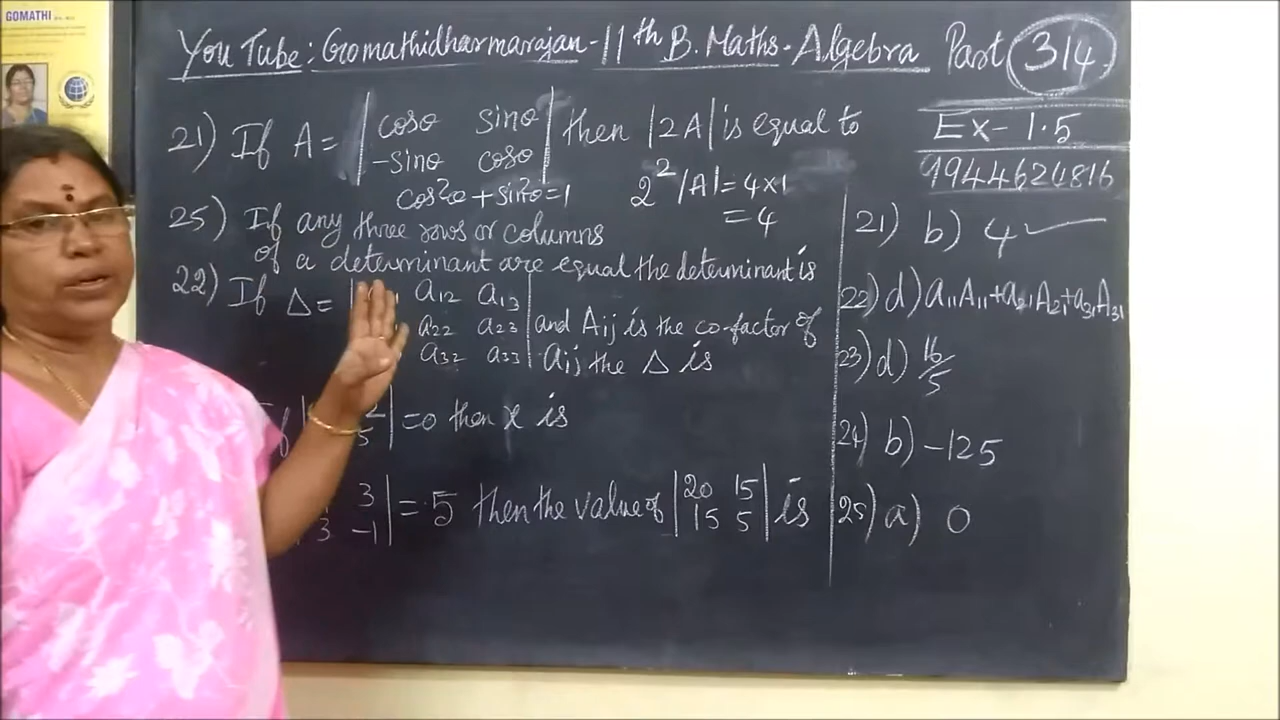 GOMATHI
You Tube: Gomathidharmarajan - 11th B. Maths - Algebra Part 314
Ex - 1.5
9944624816
21) If A = | cosθ sinθ | then |2A| is equal to
-sinθ cosθ
cos²θ + sin²θ = 1 2² |A| = 4 × 1
= 4
25) If any three rows or columns
of a determinant are equal the determinant is
22) If Δ = | a12 a13
a22 a23 | and Aij is the co-factor of
a32 a33 | aij the Δ is
If | 2
5 | = 0 then x is
3
3 -1 | = 5 then the value of | 20 15
15 5 | is
21) b) 4
22) d) a11A11 + a21A21 + a31A31
23) d) 16/5
24) b) -125
25) a) 0